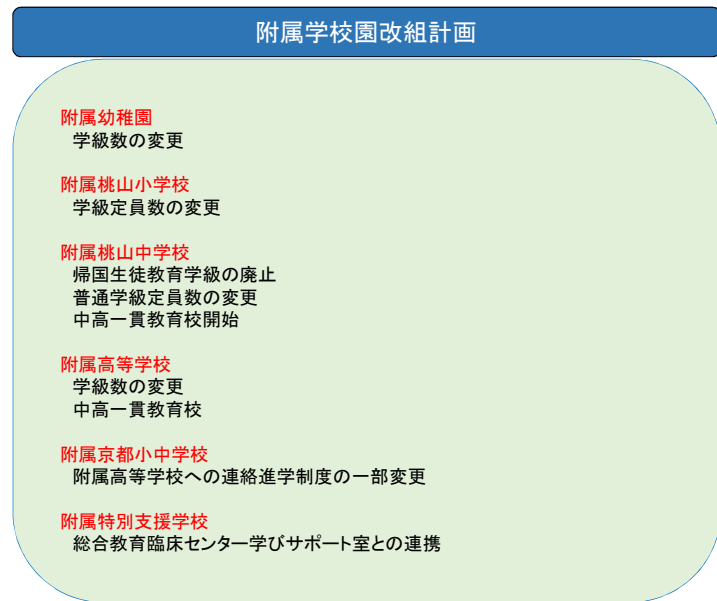 附属学校園改組計画
附属幼稚園
学級数の変更
附属桃山小学校
学級定員数の変更
附属桃山中学校
帰国生徒教育学級の廃止
普通学級定員数の変更
中高一貫教育校開始
附属高等学校
学級数の変更
中高一貫教育校
附属京都小中学校
附属高等学校への連絡進学制度の一部変更
附属特別支援学校
総合教育臨床センター学びサポート室との連携